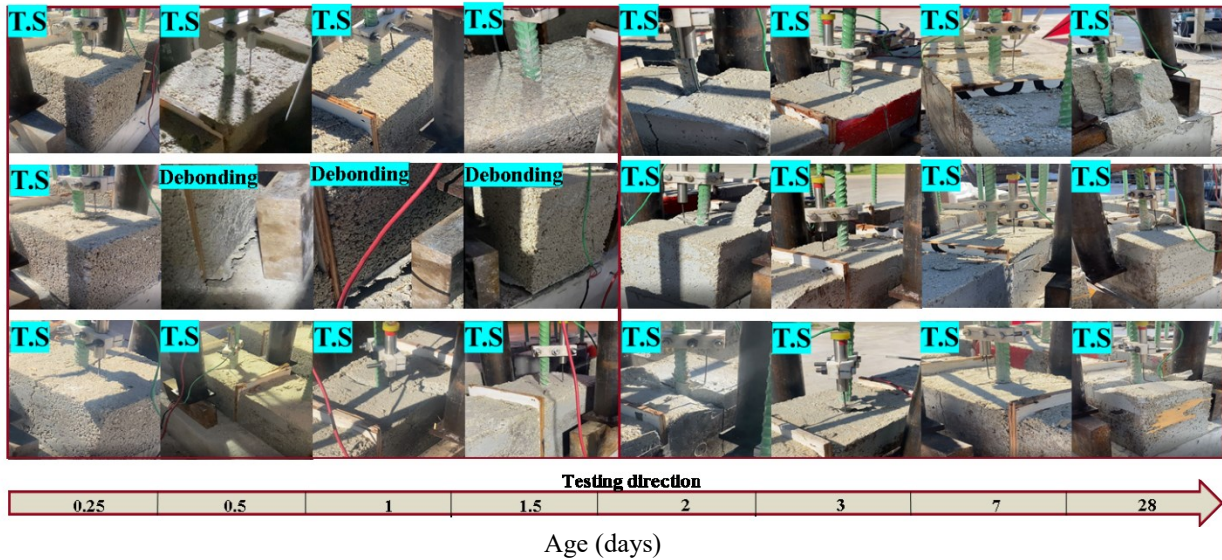 T.S T.S T.S T.S T.S T.S T.S T.S
T.S Debonding Debonding Debonding T.S T.S T.S T.S
T.S T.S T.S T.S T.S T.S T.S T.S
Testing direction
0.25 0.5 1 1.5 2 3 7 28
Age (days)